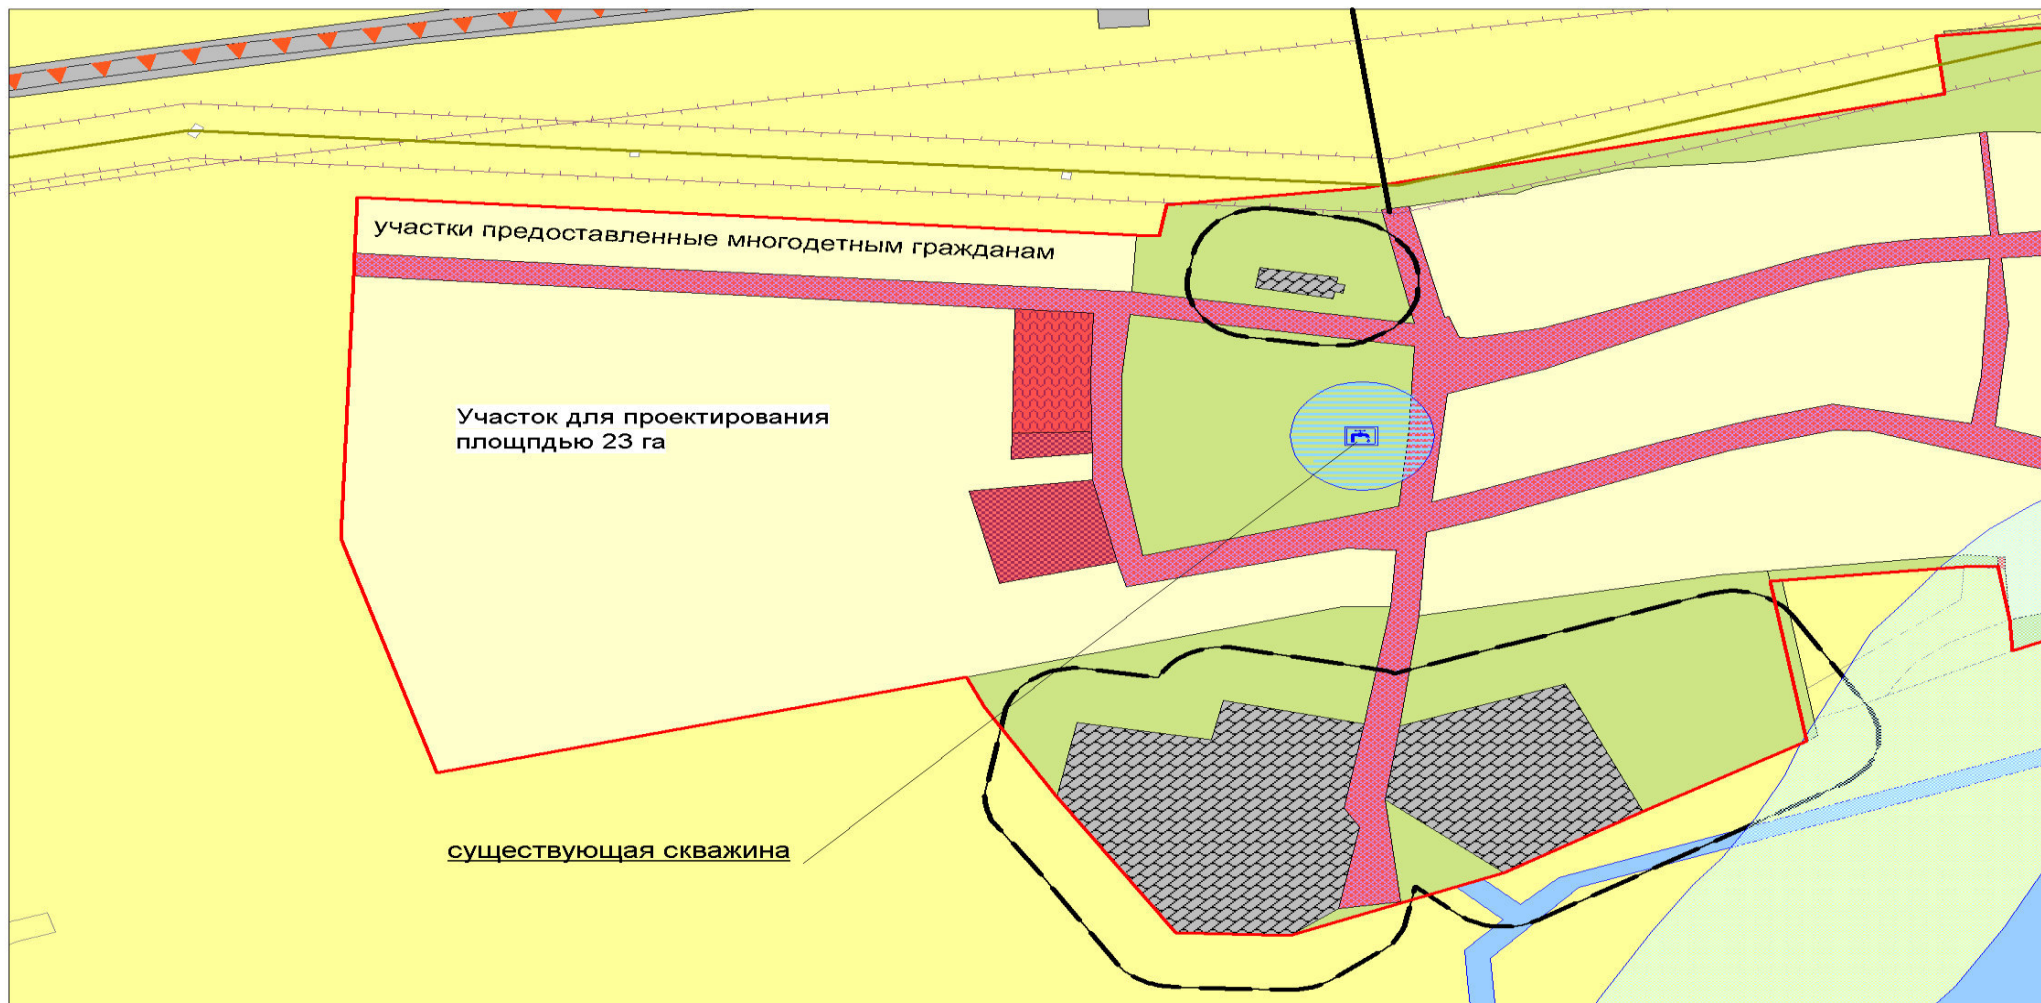 участки предоставленные многодетным гражданам
Участок для проектирования
площпдью 23 га
существующая скважина